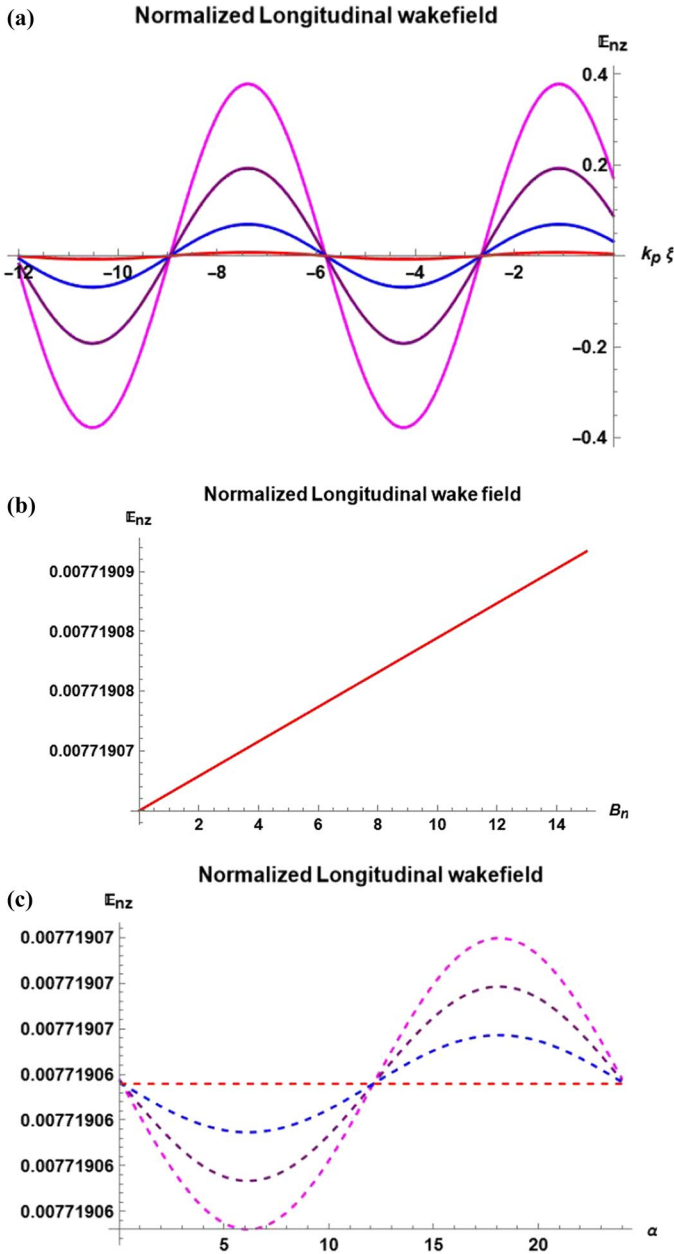 (a)
Normalized Longitudinal wakefield
𝔼nz
0.4
0.2
−12 −10 −8 −6 −4 −2
kp ξ
−0.2
−0.4
(b)
Normalized Longitudinal wake field
𝔼nz
0.00771909
0.00771908
0.00771908
0.00771907
2 4 6 8 10 12 14
Bn
Normalized Longitudinal wakefield
(c)
𝔼nz
0.00771907
0.00771907
0.00771907
0.00771906
0.00771906
0.00771906
0.00771906
5 10 15 20
α